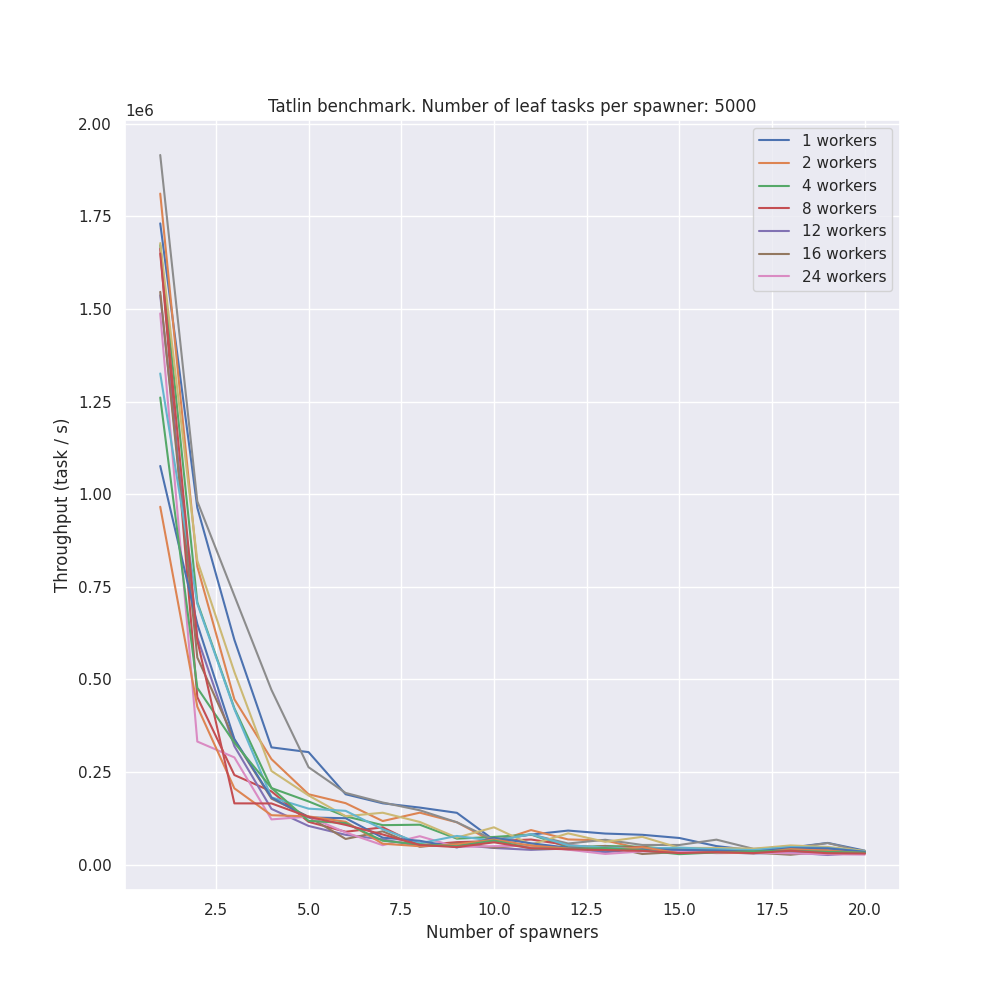 Tatlin benchmark. Number of leaf tasks per spawner: 5000
1e6
2.00
1.75
1.50
1.25
1.00
0.75
0.50
0.25
0.00
Throughput (task / s)
1 workers
2 workers
4 workers
8 workers
12 workers
16 workers
24 workers
2.5 5.0 7.5 10.0 12.5 15.0 17.5 20.0
Number of spawners